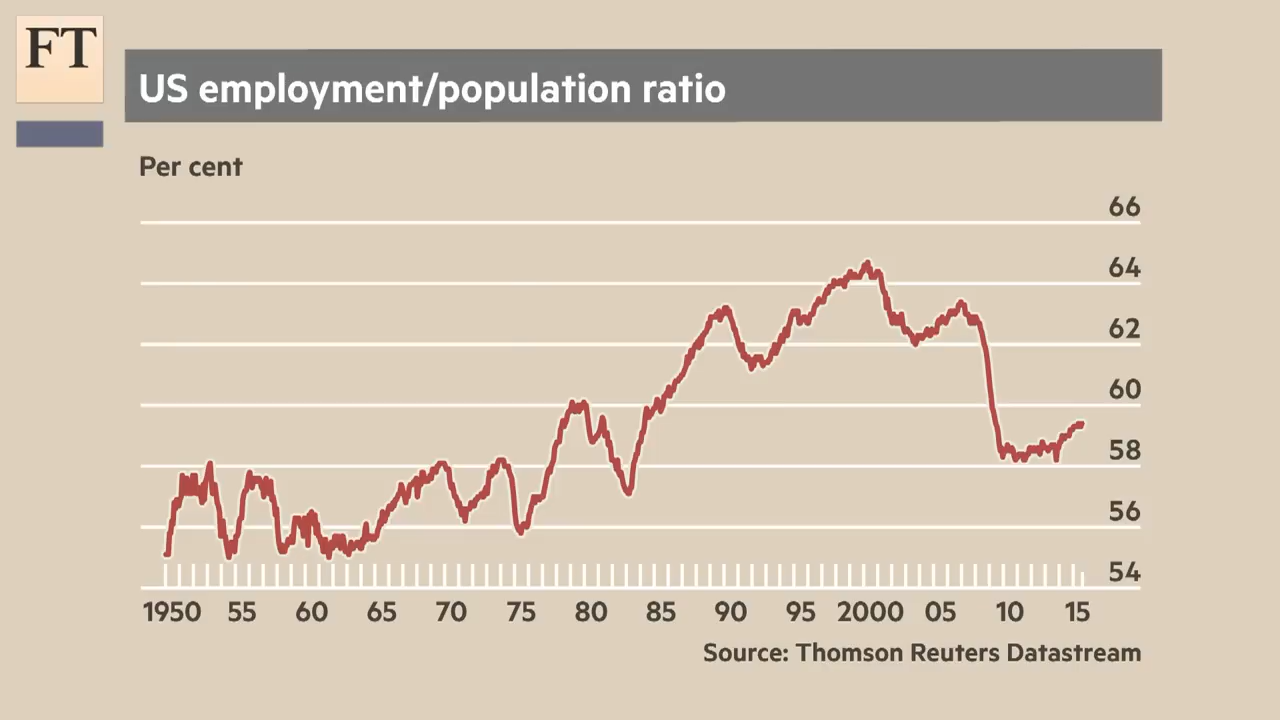 FT
US employment/population ratio
Per cent
66
64
62
60
58
56
54
1950 55 60 65 70 75 80 85 90 95 2000 05 10 15
Source: Thomson Reuters Datastream